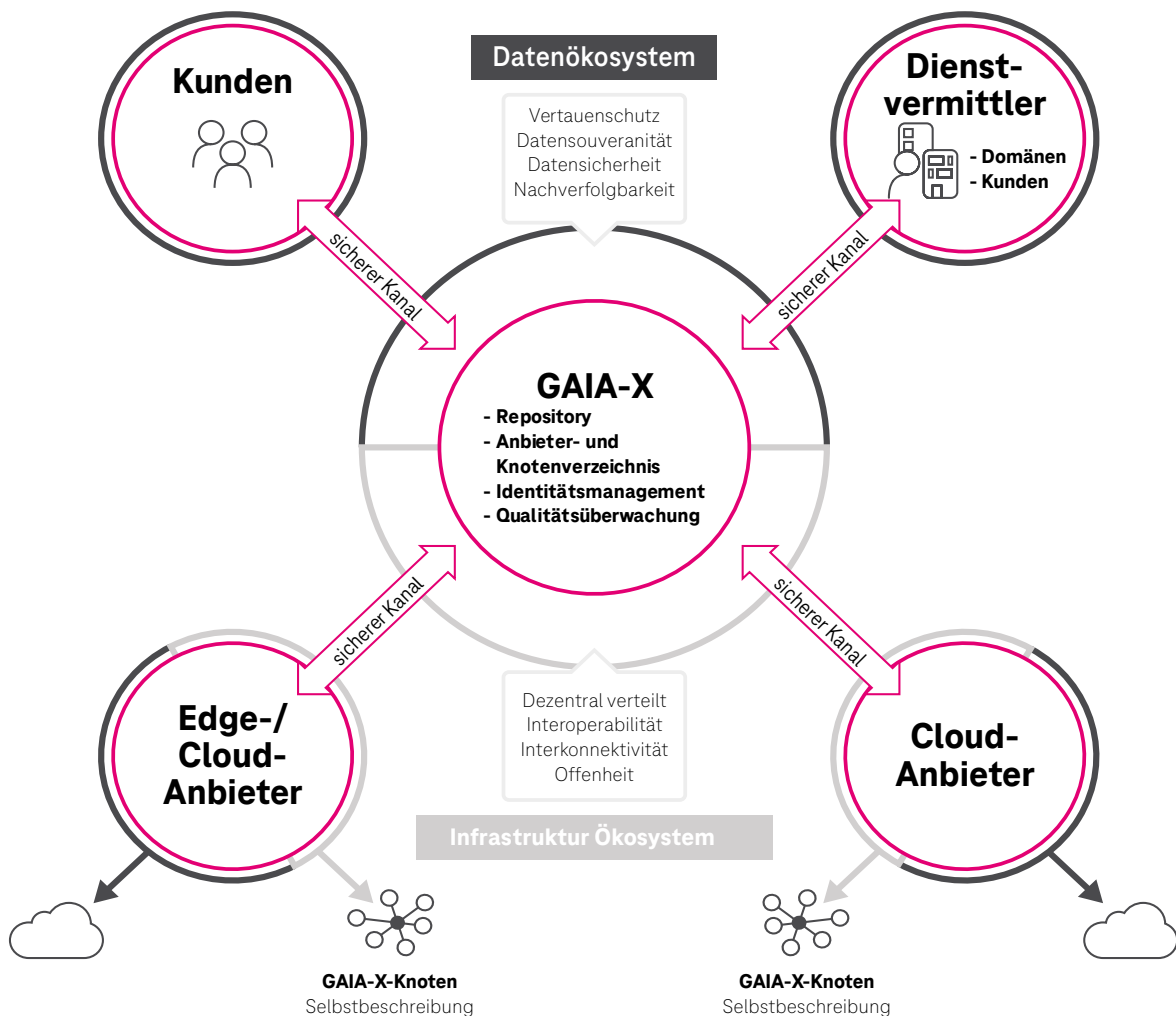 Kunden
Datenökosystem
Vertauenschutz
Datensouveranität
Datensicherheit
Nachverfolgbarkeit
Dienst-
vermittler
- Domänen
- Kunden
sicherer Kanal
sicherer Kanal
GAIA-X
- Repository
- Anbieter- und
Knotenverzeichnis
- Identitätsmanagement
- Qualitätsüberwachung
sicherer Kanal
sicherer Kanal
Edge-/
Cloud-
Anbieter
Dezentral verteilt
Interoperabilität
Interkonnektivität
Offenheit
Infrastruktur Ökosystem
Cloud-
Anbieter
GAIA-X-Knoten
Selbstbeschreibung
GAIA-X-Knoten
Selbstbeschreibung